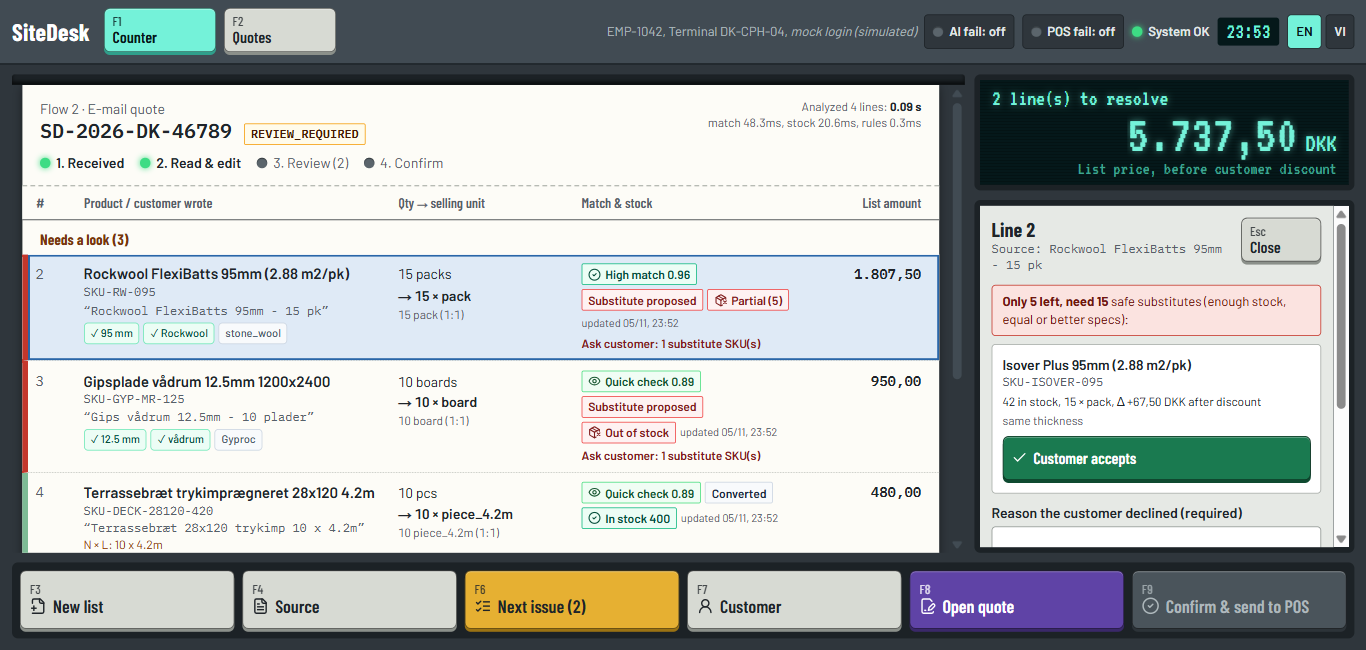 SiteDesk
F1
Counter
F2
Quotes
EMP-1042, Terminal DK-CPH-04, mock login (simulated)
AI fail: off
POS fail: off
System OK
23:53
EN
VI
Flow 2 · E-mail quote
SD-2026-DK-46789
REVIEW_REQUIRED
Analyzed 4 lines: 0.09 s
match 48.3ms, stock 20.6ms, rules 0.3ms
1. Received
2. Read & edit
3. Review (2)
4. Confirm
# Product / customer wrote Qty → selling unit Match & stock List amount
Needs a look (3)
2
Rockwool FlexiBatts 95mm (2.88 m2/pk)
SKU-RW-095
“Rockwool FlexiBatts 95mm - 15 pk”
✓ 95 mm
✓ Rockwool
stone_wool
15 packs
→ 15 × pack
15 pack (1:1)
High match 0.96
Substitute proposed
Partial (5)
updated 05/11, 23:52
Ask customer: 1 substitute SKU(s)
1.807,50
3
Gipsplade vådrum 12.5mm 1200x2400
SKU-GYP-MR-125
“Gips vådrum 12.5mm - 10 plader”
✓ 12.5 mm
✓ vådrum
Gyproc
10 boards
→ 10 × board
10 board (1:1)
Quick check 0.89
Substitute proposed
Out of stock
updated 05/11, 23:52
Ask customer: 1 substitute SKU(s)
950,00
4
Terrassebræt trykimprægneret 28x120 4.2m
SKU-DECK-28120-420
“Terrassebræt 28x120 trykimp 10 x 4.2m”
N × L: 10 x 4.2m
10 pcs
→ 10 × piece_4.2m
10 piece_4.2m (1:1)
Quick check 0.89
Converted
In stock 400
updated 05/11, 23:52
480,00
2 line(s) to resolve
5.737,50 DKK
List price, before customer discount
Line 2
Source: Rockwool FlexiBatts 95mm
- 15 pk
Esc
Close
Only 5 left, need 15 safe substitutes (enough stock,
equal or better specs):
Isover Plus 95mm (2.88 m2/pk)
SKU-ISOVER-095
42 in stock, 15 × pack, Δ +67,50 DKK after discount
same thickness
Customer accepts
Reason the customer declined (required)
F3
New list
F4
Source
F6
Next issue (2)
F7
Customer
F8
Open quote
F9
Confirm & send to POS